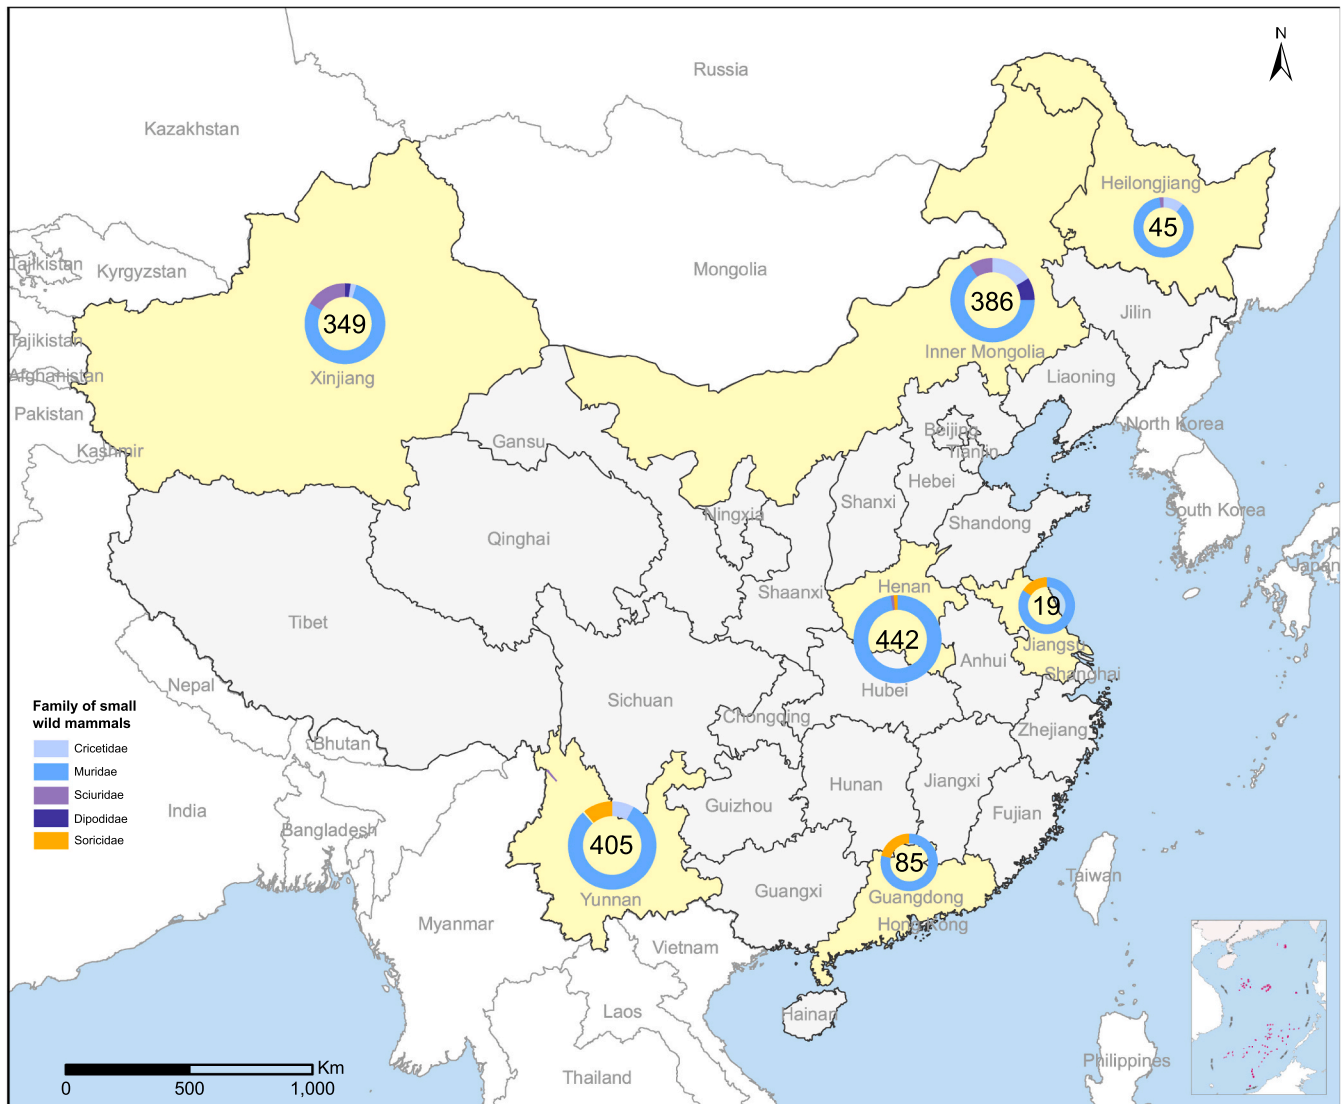 N
Russia
Kazakhstan
Heilongjiang
45
Tajikistan
Kyrgyzstan
Mongolia
386
Jilin
349
Tajikistan
Inner Mongolia
Xinjiang
Afghanistan
Liaoning
Pakistan
North Korea
Beijing
Gansu
Kashmir
Tianjin
Hebei
Shanxi
South Korea
Ningxia
Shandong
Qinghai
Japan
Henan
Shaanxi
19
Tibet
442
Jiangsu
Anhui
Shanghai
Nepal
Hubei
Sichuan
Family of small
wild mammals
Chongqing
Zhejiang
Bhutan
Cricetidae
Muridae
Sciuridae
Dipodidae
Soricidae
Hunan
Jiangxi
Guizhou
India
Fujian
Bangladesh
405
85
Taiwan
Guangxi
Yunnan
Guangdong
Myanmar
Hong Kong
Vietnam
Laos
Hainan
Philippines
Km
Thailand
0 500 1,000